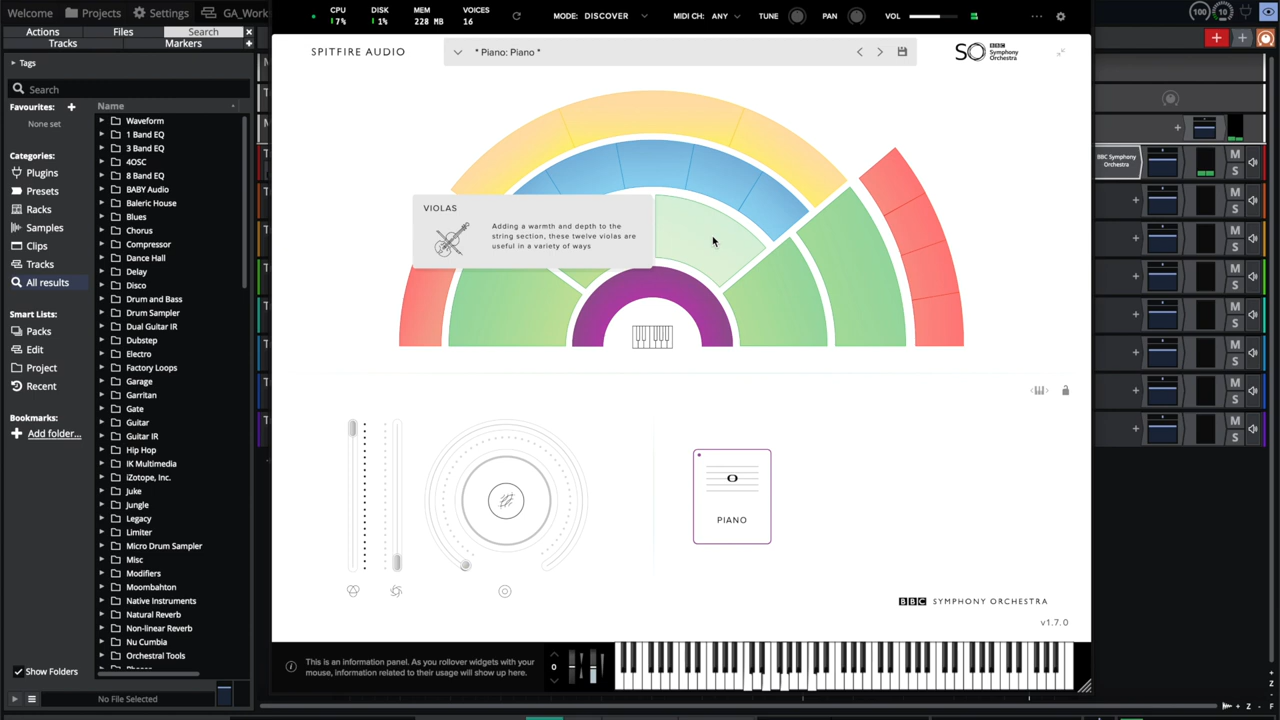 Welcome
Projects
Settings
GA_Work
Actions
Files
Search
Tracks
Markers
Tags
Search
Favourites:
None set
Categories:
Plugins
Presets
Racks
Samples
Clips
Tracks
All results
Smart Lists:
Packs
Edit
Project
Recent
Bookmarks:
Add folder...
Show Folders
Name
Waveform
1 Band EQ
3 Band EQ
4OSC
8 Band EQ
BABY Audio
Baleric House
Blues
Chorus
Compressor
Dance Hall
Delay
Disco
Drum and Bass
Drum Sampler
Dual Guitar IR
Dubstep
Electro
Factory Loops
Garage
Garritan
Gate
Guitar
Guitar IR
Hip Hop
IK Multimedia
iZotope, Inc.
Juke
Jungle
Legacy
Limiter
Micro Drum Sampler
Misc
Modifiers
Moombahton
Native Instruments
Natural Reverb
Non-linear Reverb
Nu Cumbia
Orchestral Tools
No File Selected
CPU
7%
DISK
1%
MEM
228 MB
VOICES
16
MODE: DISCOVER
MIDI CH: ANY
TUNE
PAN
VOL
SPITFIRE AUDIO
* Piano: Piano *
SO BBC
Symphony
Orchestra
VIOLAS
Adding a warmth and depth to the
string section, these twelve violas are
useful in a variety of ways
PIANO
BBC SYMPHONY ORCHESTRA
v1.7.0
This is an information panel. As you rollover widgets with your
mouse, information related to their usage will show up here.
0
100
10
BBC Symphony
Orchestra
M
S
M
S
M
S
M
S
M
S
M
S
M
S
M
S
Z
Z
F